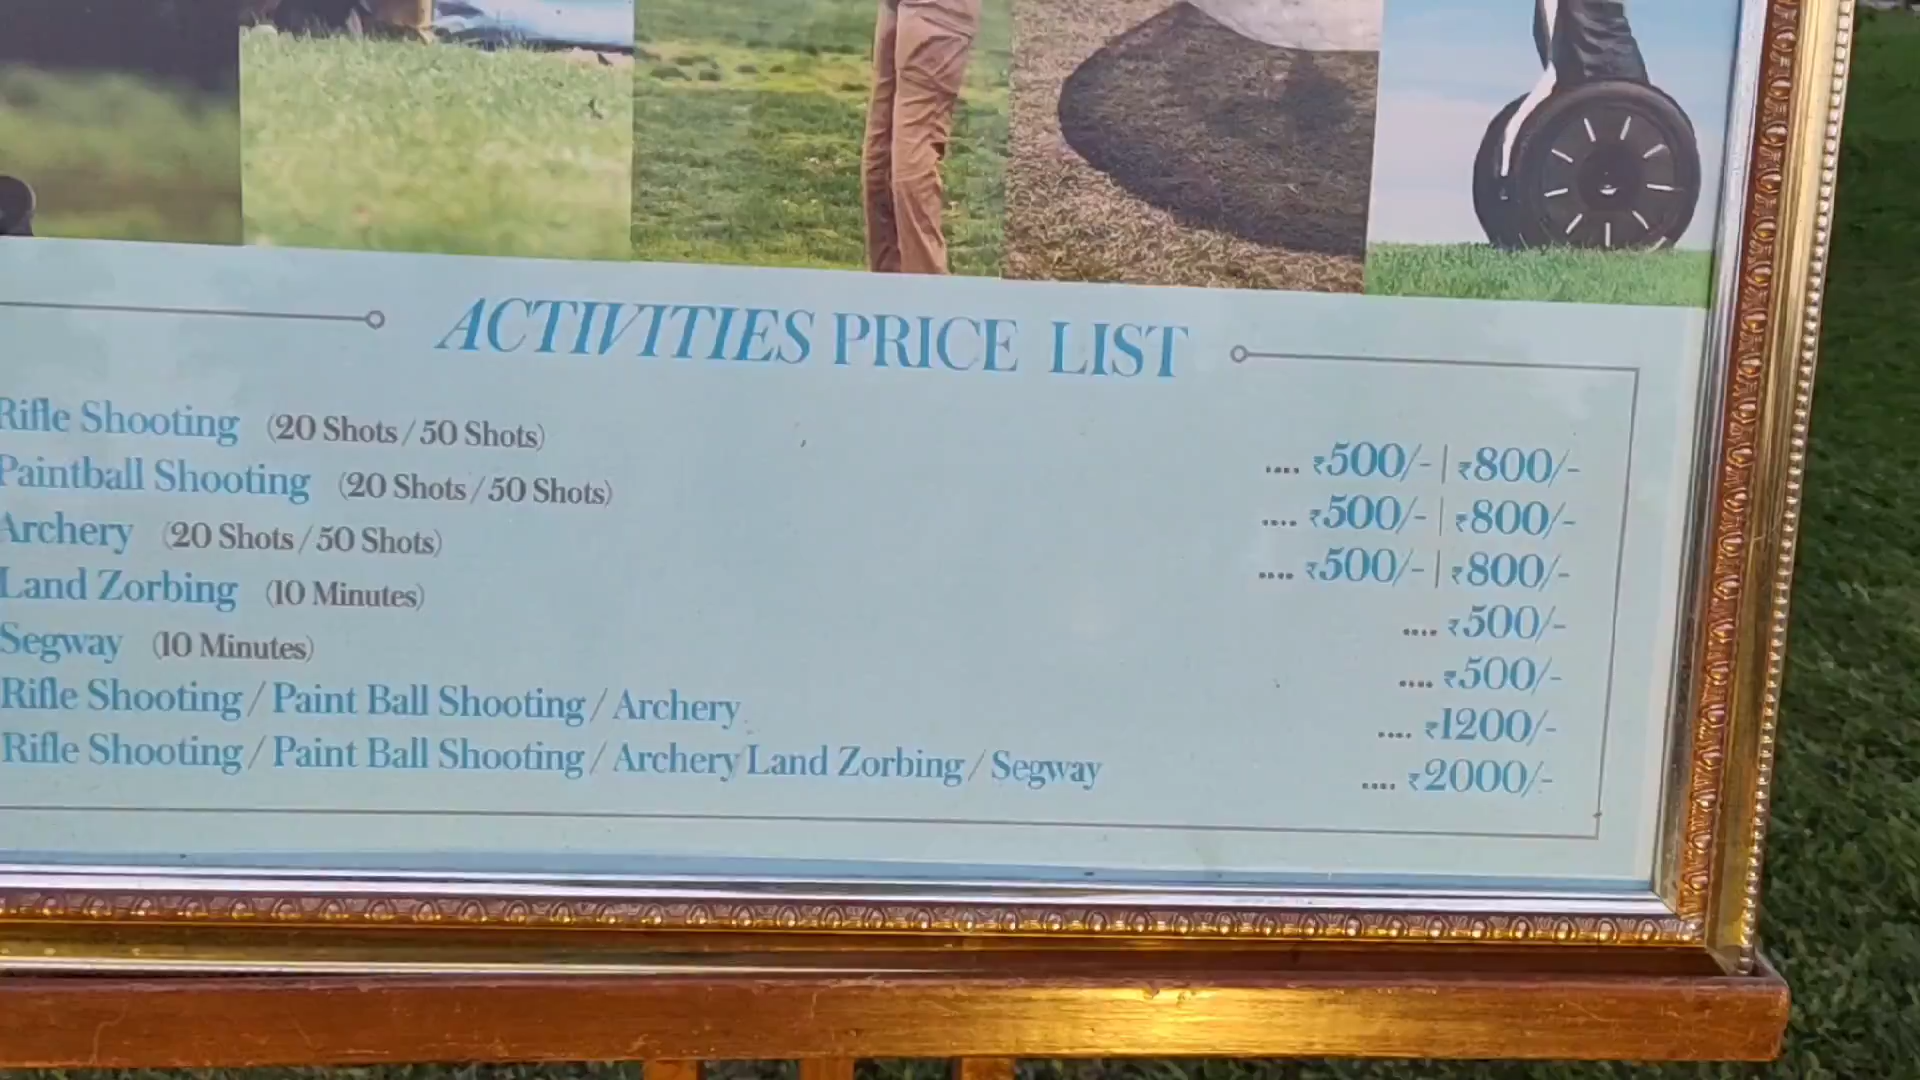 ACTIVITIES PRICE LIST
Rifle Shooting (20 Shots / 50 Shots) .... ₹500/- | ₹800/-
Paintball Shooting (20 Shots / 50 Shots) .... ₹500/- | ₹800/-
Archery (20 Shots / 50 Shots) .... ₹500/- | ₹800/-
Land Zorbing (10 Minutes) .... ₹500/-
Segway (10 Minutes) .... ₹500/-
Rifle Shooting / Paint Ball Shooting / Archery .... ₹1200/-
Rifle Shooting / Paint Ball Shooting / Archery Land Zorbing / Segway .... ₹2000/-